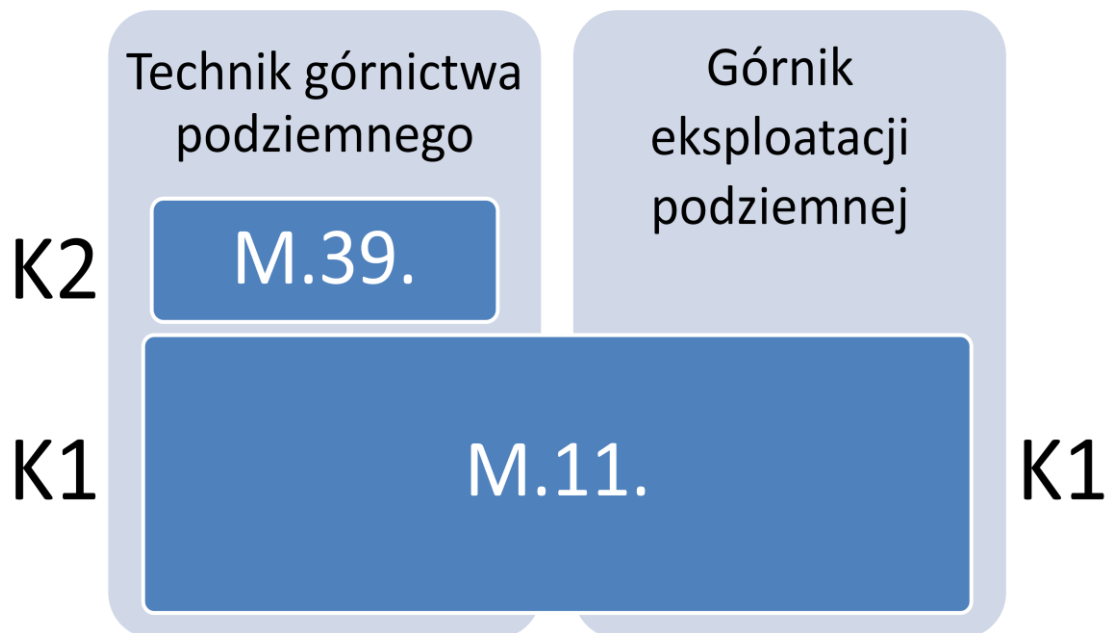 Technik górnictwa
podziemnego
Górnik
eksploatacji
podziemnej
K2
M.39.
K1
M.11.
K1